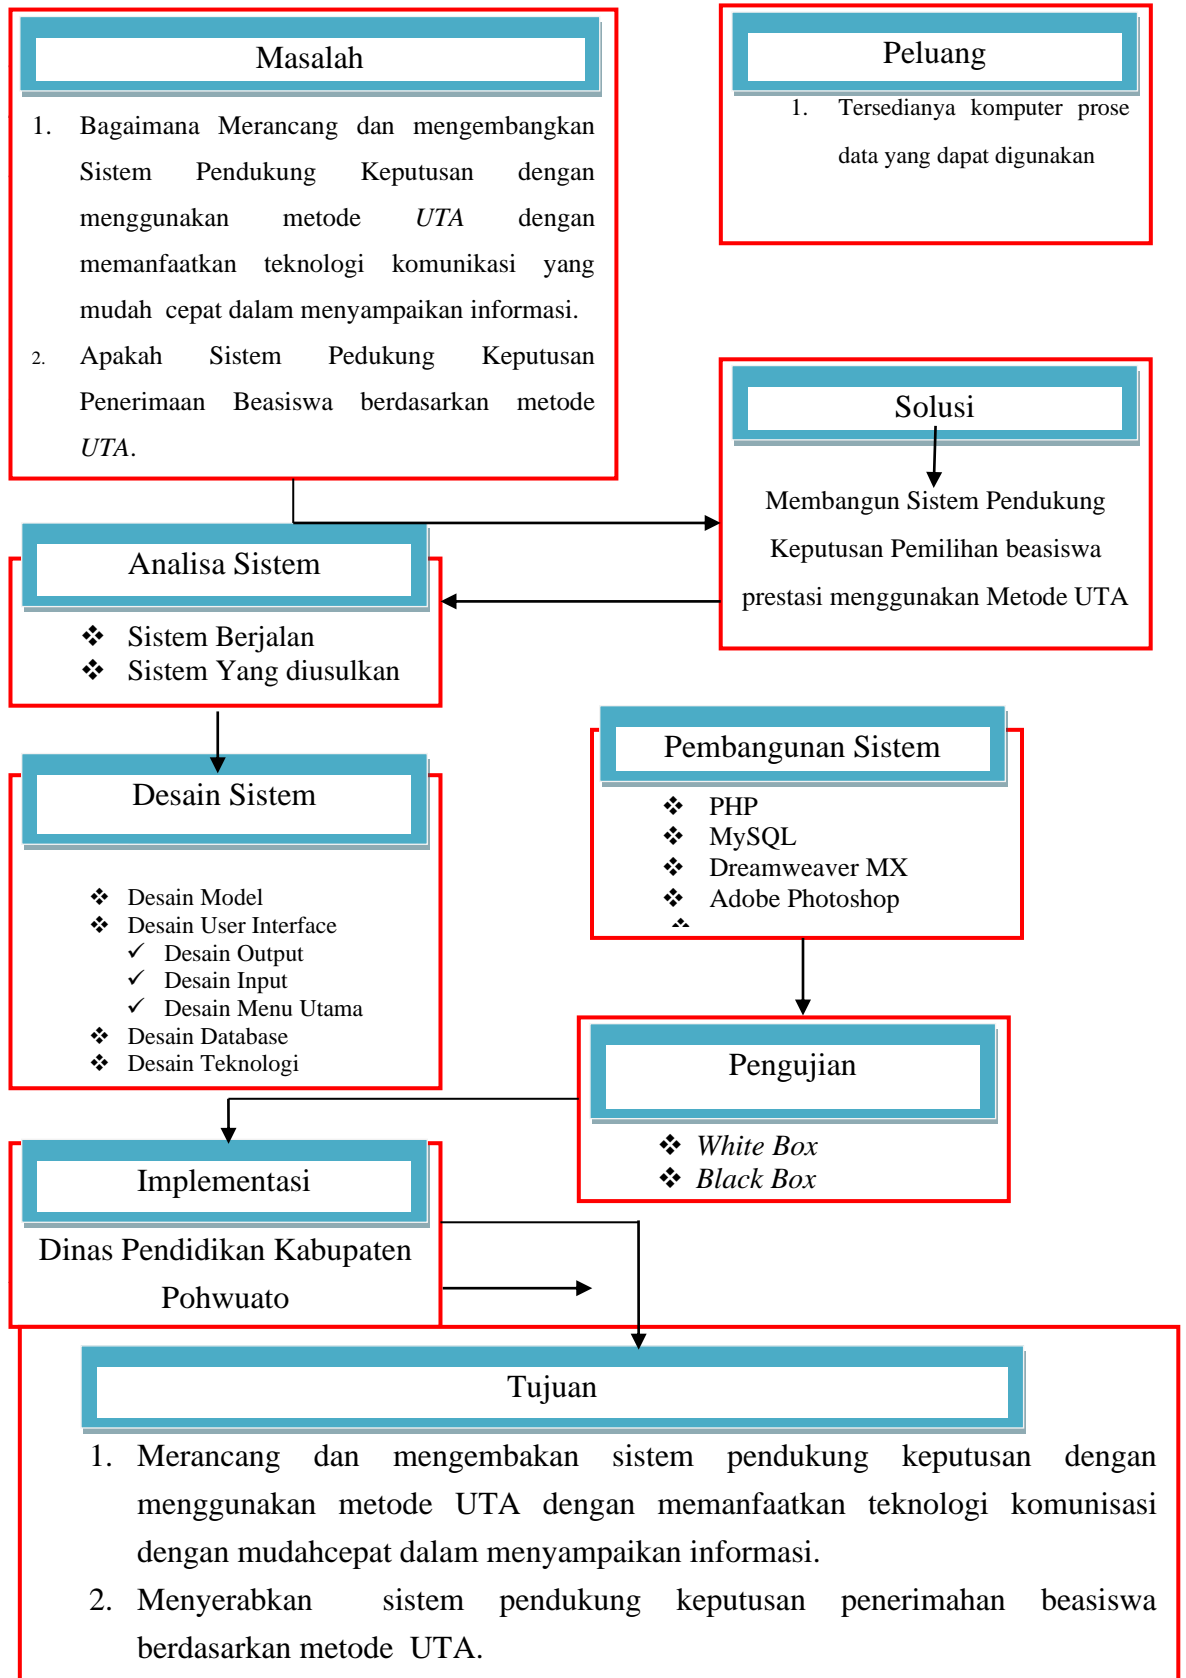 Masalah
1. Bagaimana Merancang dan mengembangkan
Sistem Pendukung Keputusan dengan
menggunakan metode UTA dengan
memanfaatkan teknologi komunikasi yang
mudah cepat dalam menyampaikan informasi.
2. Apakah Sistem Pedukung Keputusan
Penerimaan Beasiswa berdasarkan metode
UTA.
Peluang
1. Tersedianya komputer prose
data yang dapat digunakan
Solusi
Membangun Sistem Pendukung
Keputusan Pemilihan beasiswa
prestasi menggunakan Metode UTA
Analisa Sistem
❖ Sistem Berjalan
❖ Sistem Yang diusulkan
Desain Sistem
❖ Desain Model
❖ Desain User Interface
✓ Desain Output
✓ Desain Input
✓ Desain Menu Utama
❖ Desain Database
❖ Desain Teknologi
Pembangunan Sistem
❖ PHP
❖ MySQL
❖ Dreamweaver MX
❖ Adobe Photoshop
❖
Pengujian
❖ White Box
❖ Black Box
Implementasi
Dinas Pendidikan Kabupaten
Pohwuato
Tujuan
1. Merancang dan mengembakan sistem pendukung keputusan dengan
menggunakan metode UTA dengan memanfaatkan teknologi komunisasi
dengan mudahcepat dalam menyampaikan informasi.
2. Menyerabkan sistem pendukung keputusan penerimahan beasiswa
berdasarkan metode UTA.